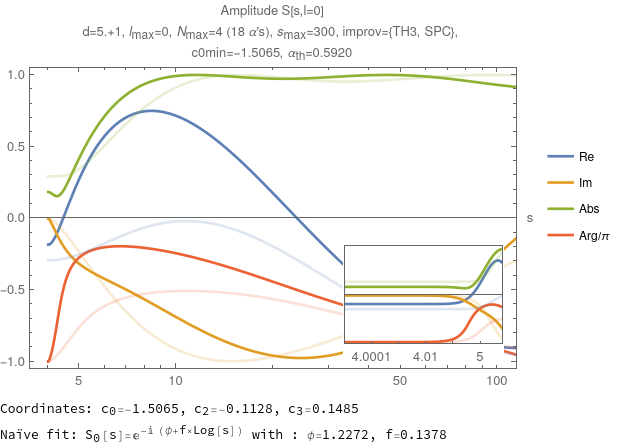 Amplitude S[s,l=0]
d=5.+1, lmax=0, Nmax=4 (18 α's), smax=300, improv={TH3, SPC},
c0min=-1.5065, αth=0.5920
1.0
0.5
0.0
-0.5
-1.0
s
Re
Im
Abs
Arg/π
4.0001 4.01 5
5 10 50 100
Coordinates: c0=-1.5065, c2=-0.1128, c3=0.1485
Naïve fit: S0[s]=e^-i (ϕ+f×Log[s]) with : ϕ=1.2272, f=0.1378